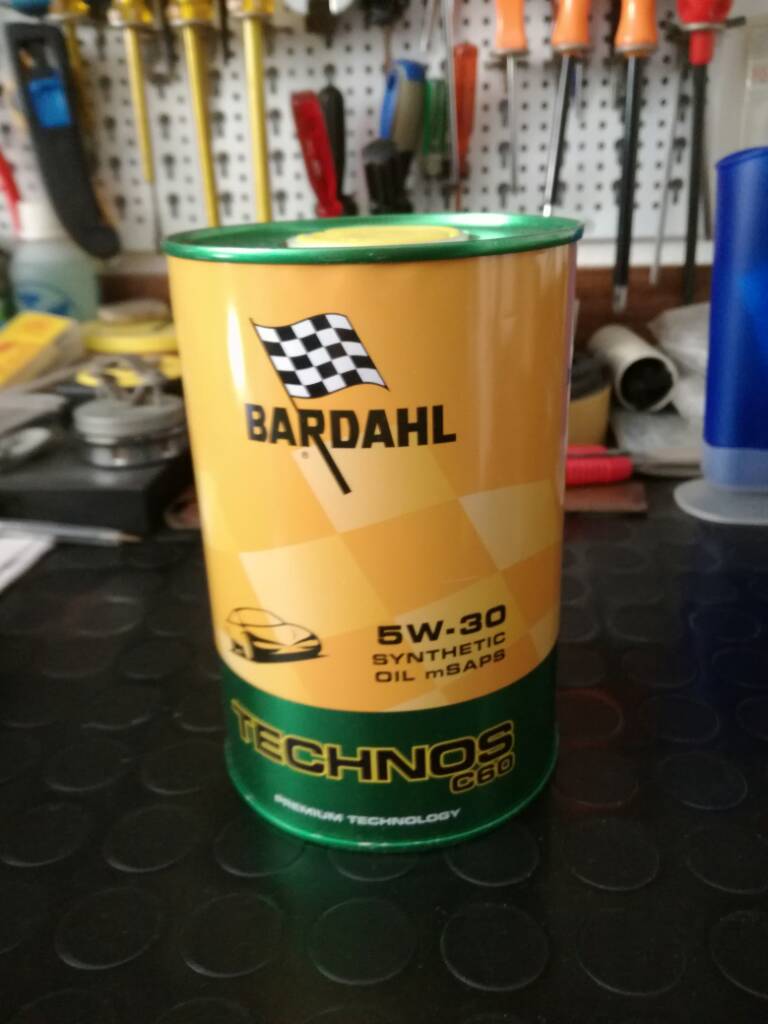 BARDAHL
5W-30
SYNTHETIC
OIL mSAPS
TECHNOS
C60
PREMIUM TECHNOLOGY